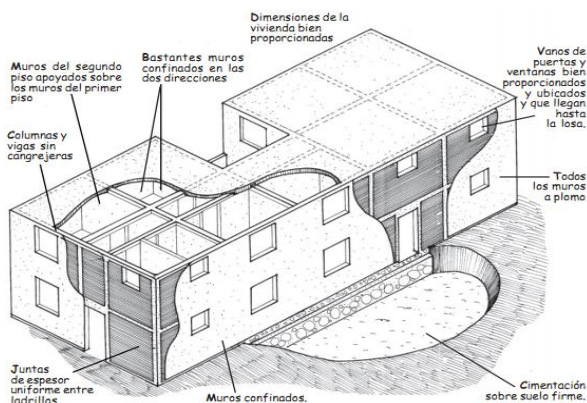 Dimensiones de la
vivienda bien
proporcionadas
Muros del segundo
piso apoyados sobre
los muros del primer
piso
Bastantes muros
confinados en las
dos direcciones
Vanos de
puertas y
ventanas bien
proporcionados
y ubicados
y que llegan
hasta
la losa.
Columnas y
vigas sin
cangrejeras
Todos
los muros
a plomo
Juntas
de espesor
uniforme entre
ladrillos
Muros confinados.
Cimentación
sobre suelo firme.